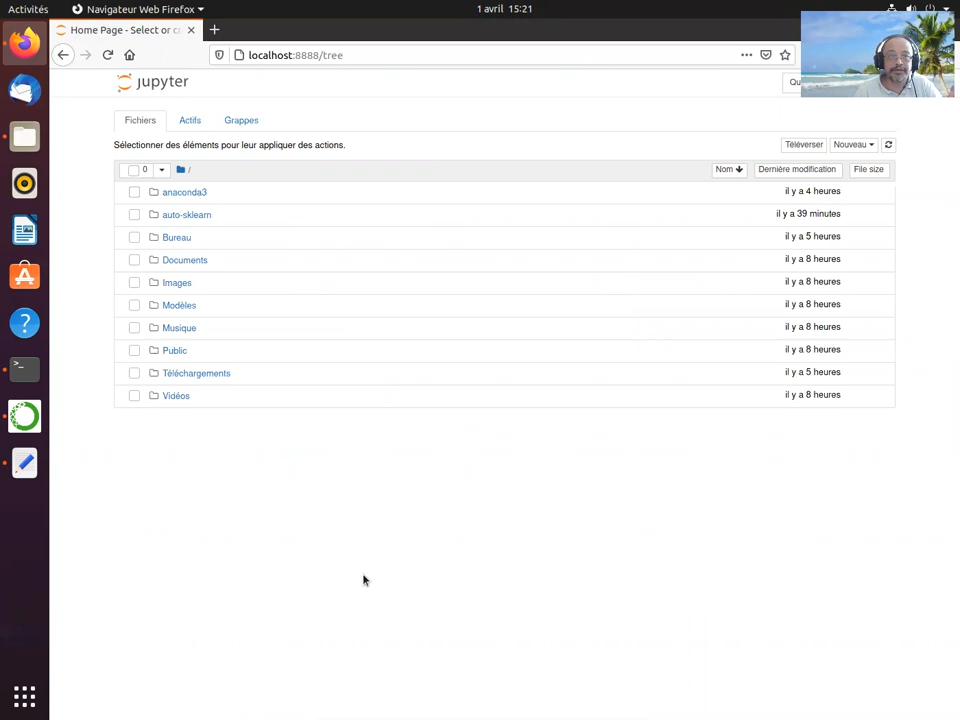 Activités Navigateur Web Firefox 1 avril 15:21
Home Page - Select or c
localhost:8888/tree
jupyter
Fichiers Actifs Grappes
Sélectionner des éléments pour leur appliquer des actions. Téléverser Nouveau
0 / Nom Dernière modification File size
anaconda3 il y a 4 heures
auto-sklearn il y a 39 minutes
Bureau il y a 5 heures
Documents il y a 8 heures
Images il y a 8 heures
Modèles il y a 8 heures
Musique il y a 8 heures
Public il y a 8 heures
Téléchargements il y a 5 heures
Vidéos il y a 8 heures